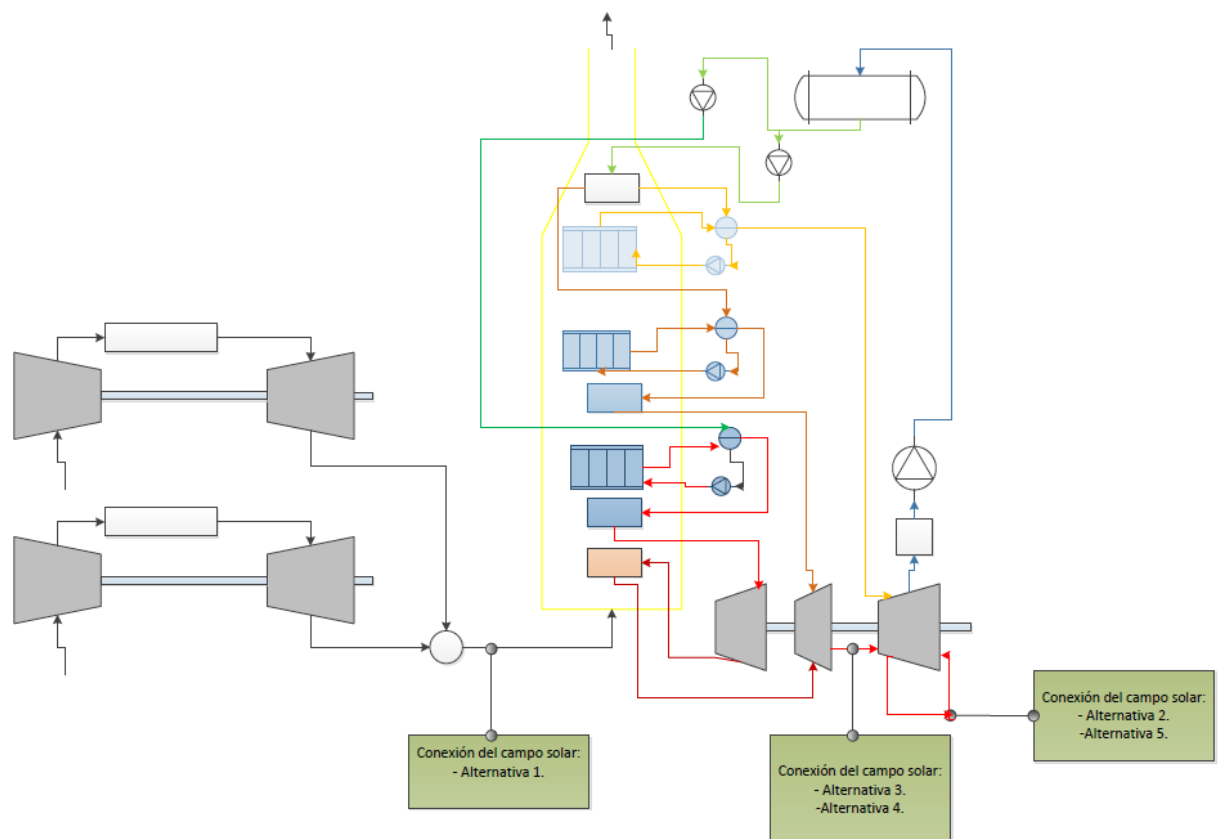 Conexión del campo solar:
- Alternativa 1.
Conexión del campo solar:
- Alternativa 3.
-Alternativa 4.
Conexión del campo solar:
- Alternativa 2.
-Alternativa 5.